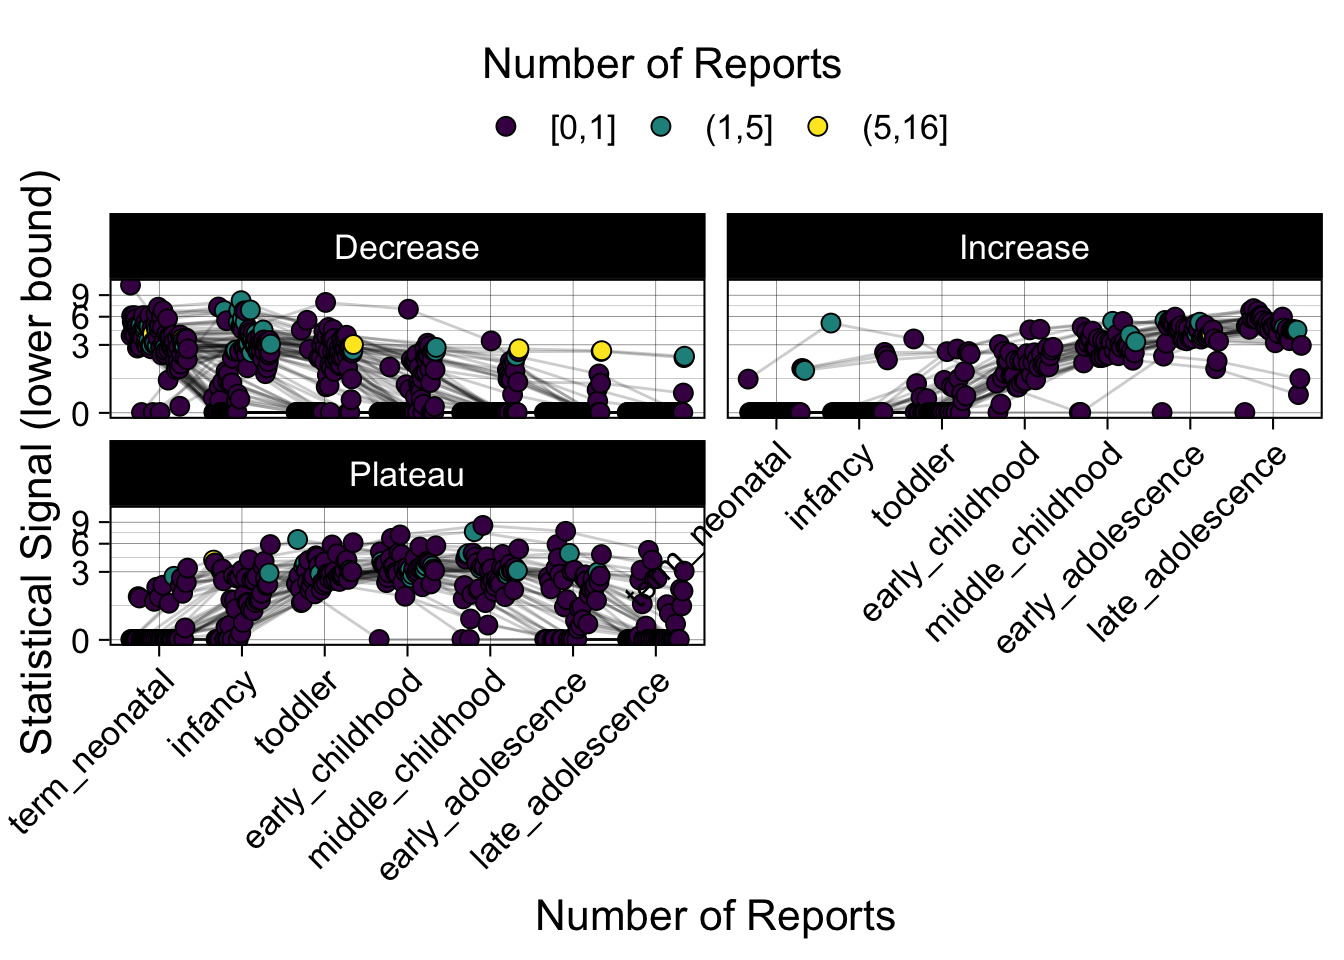 Number of Reports
[0,1] (1,5] (5,16]
Statistical Signal (lower bound)
Decrease
9
6
3
0
Increase
term_neonatal
infancy
toddler
early_childhood
middle_childhood
early_adolescence
late_adolescence
Plateau
9
6
3
0
term_neonatal
infancy
toddler
early_childhood
middle_childhood
early_adolescence
late_adolescence
Number of Reports